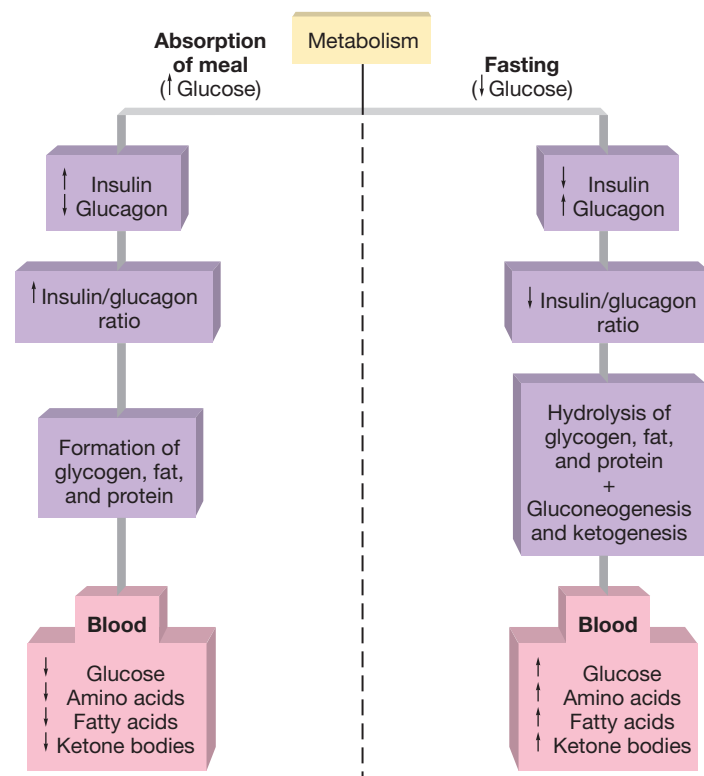 Metabolism
Absorption
of meal
(↑Glucose)
Fasting
(↓Glucose)
↑ Insulin
↓ Glucagon
↑Insulin/glucagon
ratio
Formation of
glycogen, fat,
and protein
Blood
↓ Glucose
↓ Amino acids
↓ Fatty acids
↓ Ketone bodies
↓ Insulin
↑ Glucagon
↓ Insulin/glucagon
ratio
Hydrolysis of
glycogen, fat,
and protein
+
Gluconeogenesis
and ketogenesis
Blood
↑ Glucose
↑ Amino acids
↑ Fatty acids
↑ Ketone bodies